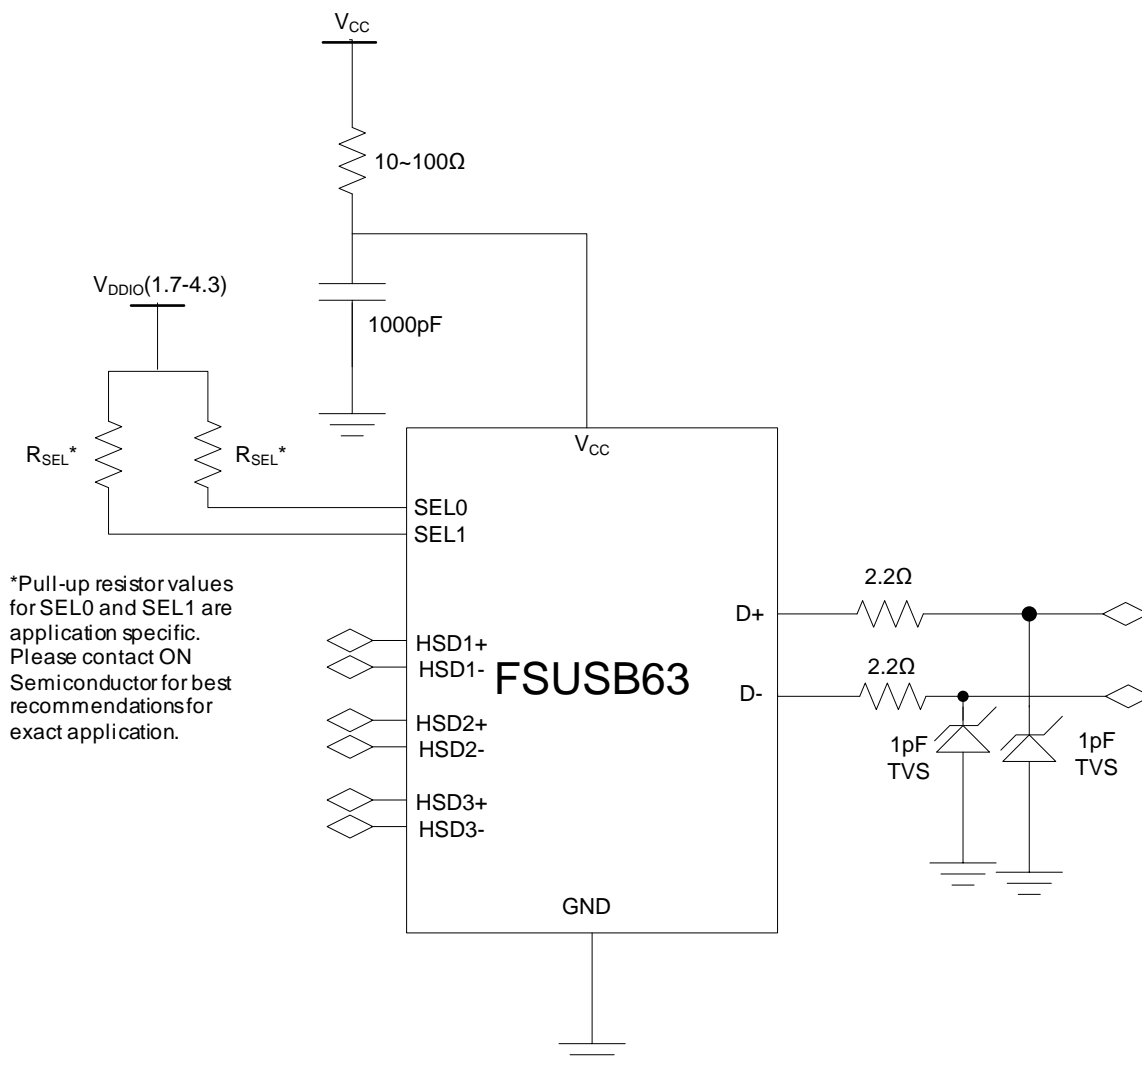 VCC
10~100Ω
VDDIO(1.7-4.3)
1000pF
RSEL*
RSEL*
VCC
SEL0
SEL1
*Pull-up resistor values
for SEL0 and SEL1 are
application specific.
Please contact ON
Semiconductor for best
recommendations for
exact application.
HSD1+
HSD1-
HSD2+
HSD2-
HSD3+
HSD3-
FSUSB63
D+
D-
2.2Ω
2.2Ω
1pF
TVS
1pF
TVS
GND